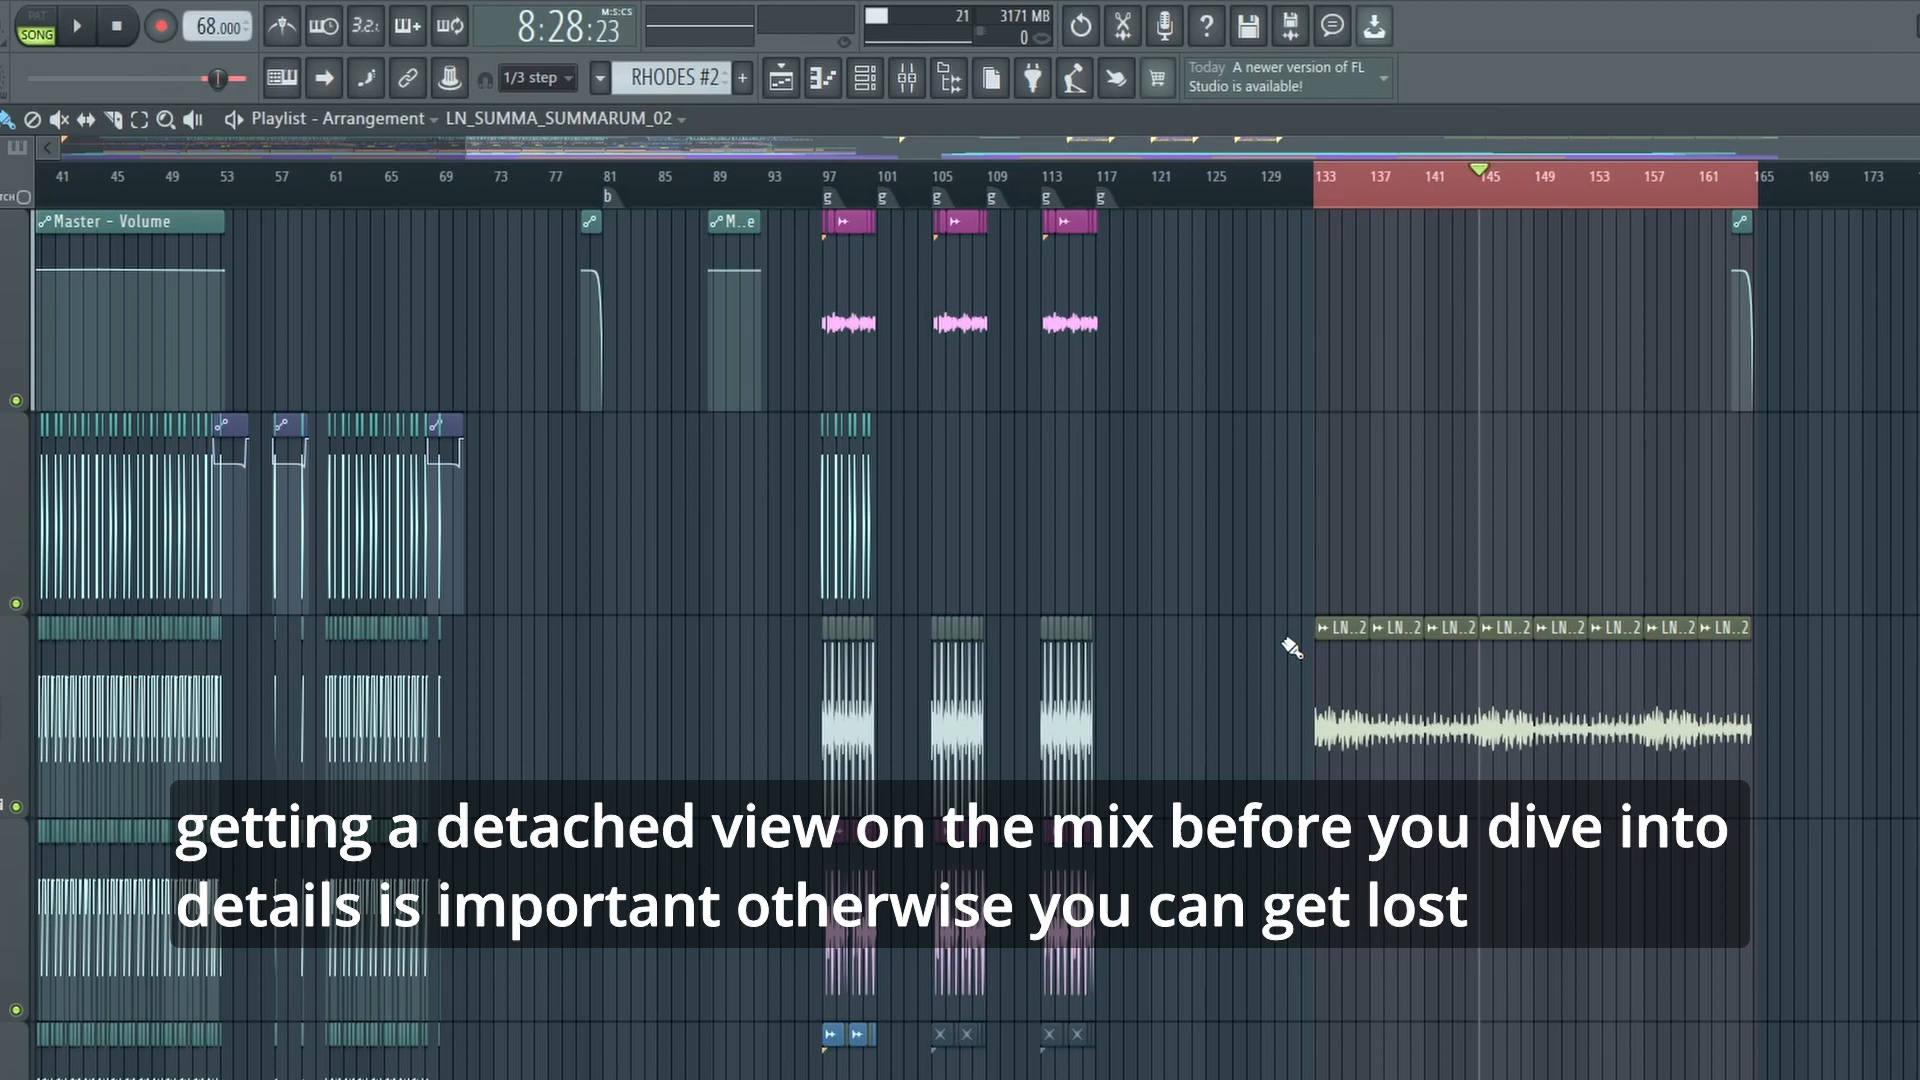 PAT
SONG
68.000
3.2.
8:28:23
M:S:CS
21
3171 MB
0
1/3 step
RHODES #2
Today A newer version of FL
Studio is available!
Playlist - Arrangement
LN_SUMMA_SUMMARUM_02
41 45 49 53 57 61 65 69 73 77 81 85 89 93 97 101 105 109 113 117 121 125 129 133 137 141 145 149 153 157 161 165 169 173
TCH
b g g g g g g
Master - Volume
M..e
LN..2 LN..2 LN..2 LN..2 LN..2 LN..2 LN..2 LN..2
getting a detached view on the mix before you dive into
details is important otherwise you can get lost